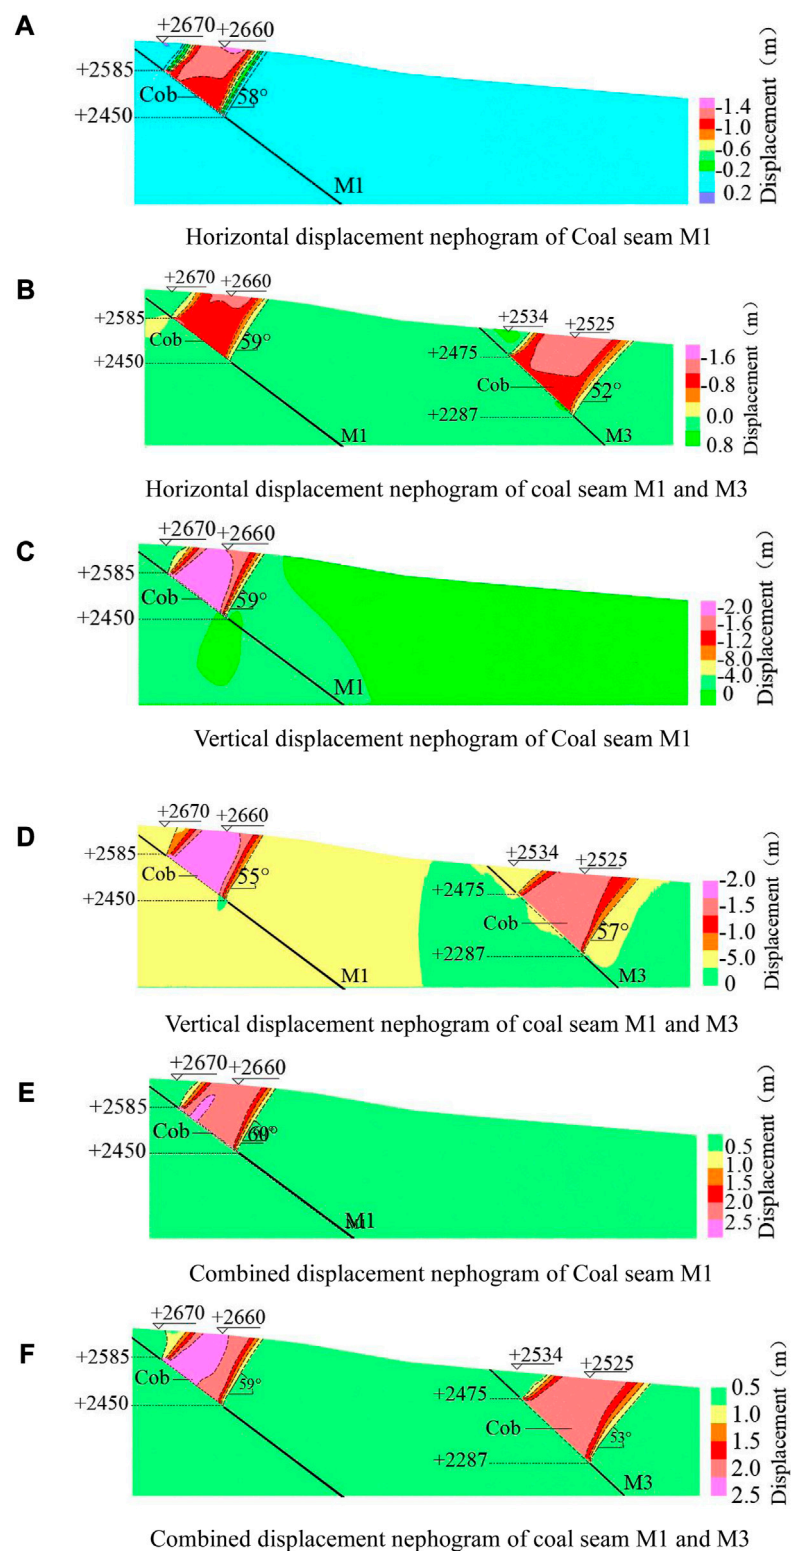 A
+2670
+2660
+2585
Cob
58°
+2450
M1
-1.4
-1.0
-0.6
-0.2
0.2
Displacement (m)
Horizontal displacement nephogram of Coal seam M1
B
+2670
+2660
+2585
Cob
59°
+2450
M1
+2534
+2525
+2475
Cob
52°
+2287
M3
-1.6
-0.8
0.0
0.8
Displacement (m)
Horizontal displacement nephogram of coal seam M1 and M3
C
+2670
+2660
+2585
Cob
59°
+2450
M1
-2.0
-1.6
-1.2
-8.0
-4.0
0
Displacement (m)
Vertical displacement nephogram of Coal seam M1
D
+2670
+2660
+2585
Cob
55°
+2450
M1
+2534
+2525
+2475
Cob
57°
+2287
M3
-2.0
-1.5
-1.0
-5.0
0
Displacement (m)
Vertical displacement nephogram of coal seam M1 and M3
E
+2670
+2660
+2585
Cob
+2450
M1
0.5
1.0
1.5
2.0
2.5
Displacement (m)
Combined displacement nephogram of Coal seam M1
F
+2670
+2660
+2585
Cob
59°
+2450
+2534
+2525
+2475
Cob
53°
+2287
M3
0.5
1.0
1.5
2.0
2.5
Displacement (m)
Combined displacement nephogram of coal seam M1 and M3